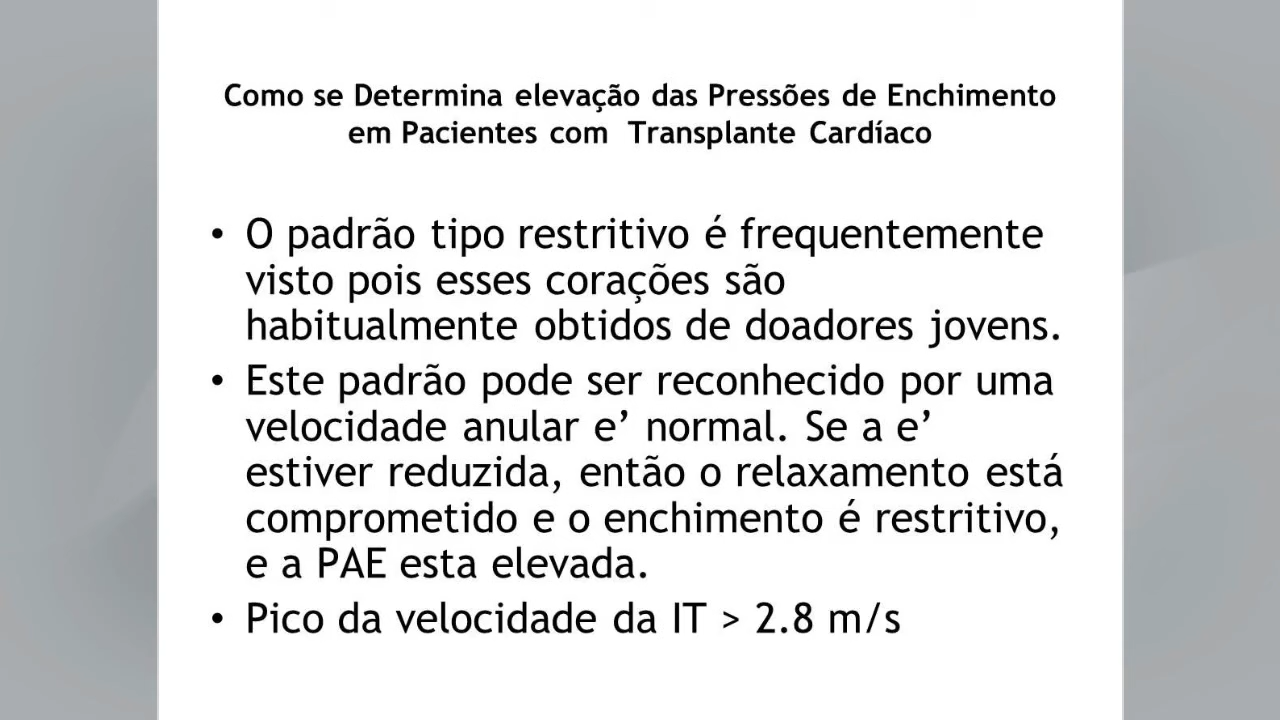 Como se Determina elevação das Pressões de Enchimento
em Pacientes com Transplante Cardíaco
• O padrão tipo restritivo é frequentemente
visto pois esses corações são
habitualmente obtidos de doadores jovens.
• Este padrão pode ser reconhecido por uma
velocidade anular e’ normal. Se a e’
estiver reduzida, então o relaxamento está
comprometido e o enchimento é restritivo,
e a PAE esta elevada.
• Pico da velocidade da IT > 2.8 m/s